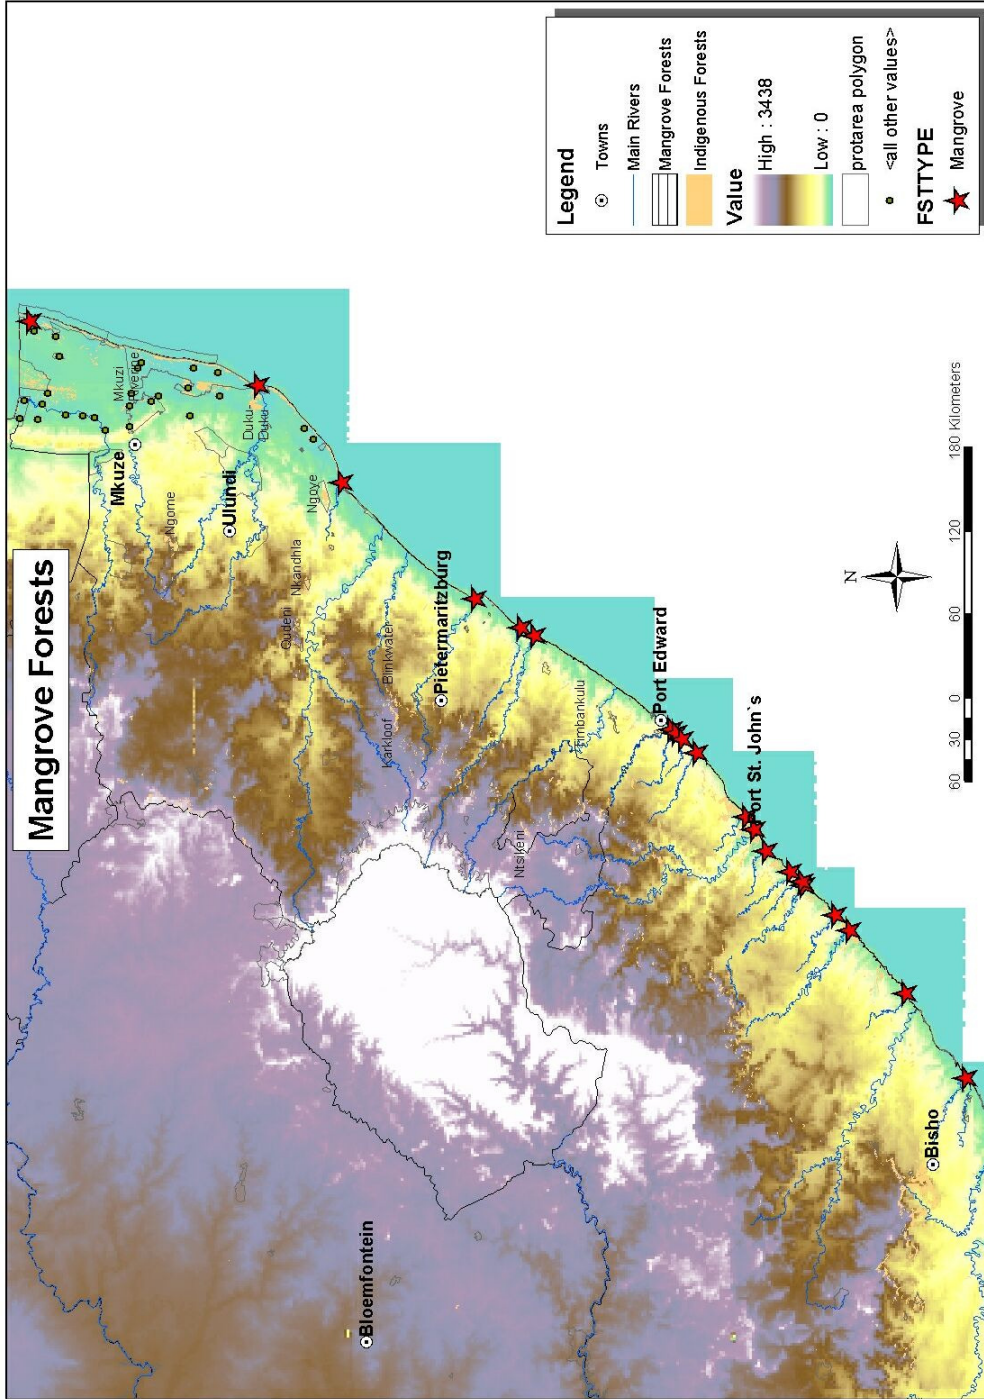 Mangrove Forests
Mkuze
Mkuzi
riverine
Ngome
Ulundi
Duku-
Duku
Ngoye
Qudeni
Nkandhla
Blinkwater
Karkloof
Pietermaritzburg
Ntsikeni
Port Edward
Port St. John`s
Bloemfontein
Bisho
N
60 30 0 60 120 180 Kilometers
Legend
Towns
Main Rivers
Mangrove Forests
Indigenous Forests
Value
High : 3438
Low : 0
protarea polygon
<all other values>
FSTTYPE
Mangrove